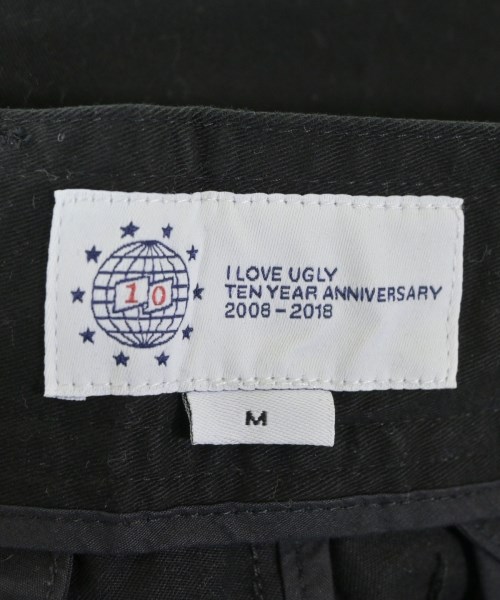 10
I LOVE UGLY
TEN YEAR ANNIVERSARY
2008-2018
M